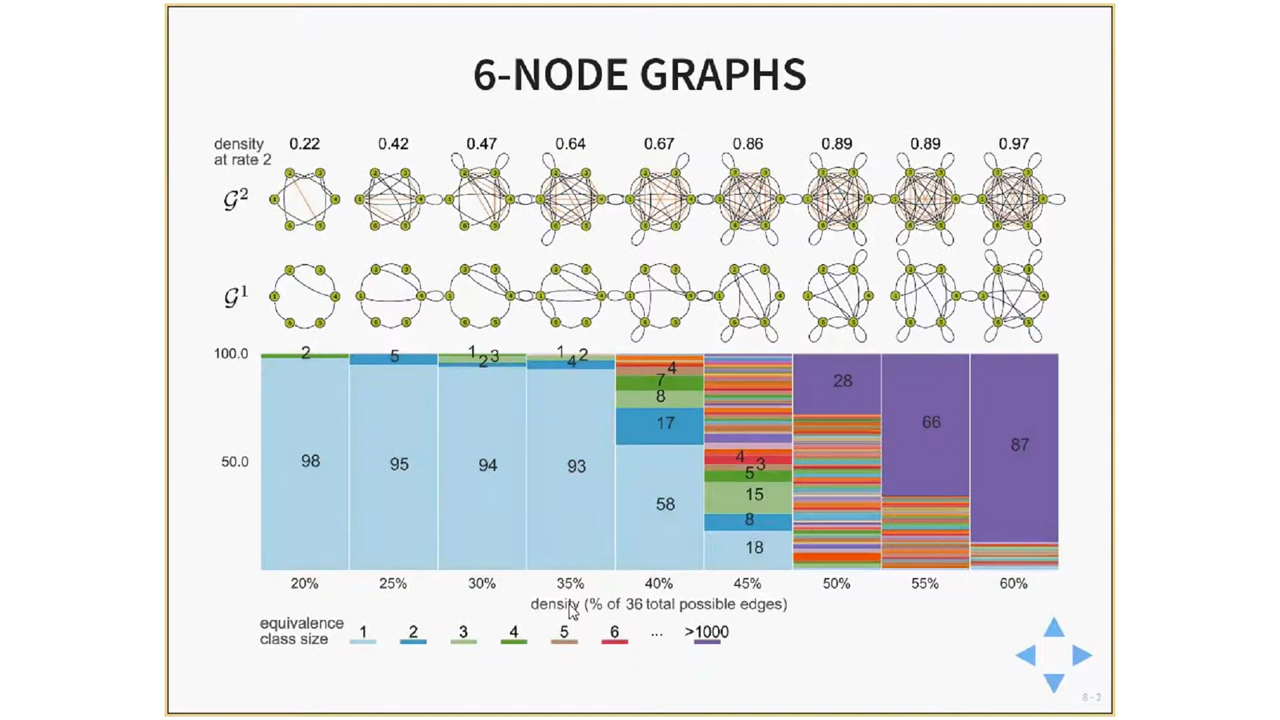 6-NODE GRAPHS
density at rate 2 0.22 0.42 0.47 0.64 0.67 0.86 0.89 0.89 0.97
G²
G¹
100.0
2 5 1 2 3 1 4 2 4
7
8
17
58
98 95 94 93
4 3
5
15
8
18
28
66
87
50.0
20% 25% 30% 35% 40% 45% 50% 55% 60%
density (% of 36 total possible edges)
equivalence class size 1 2 3 4 5 6 ... >1000
8 - 2